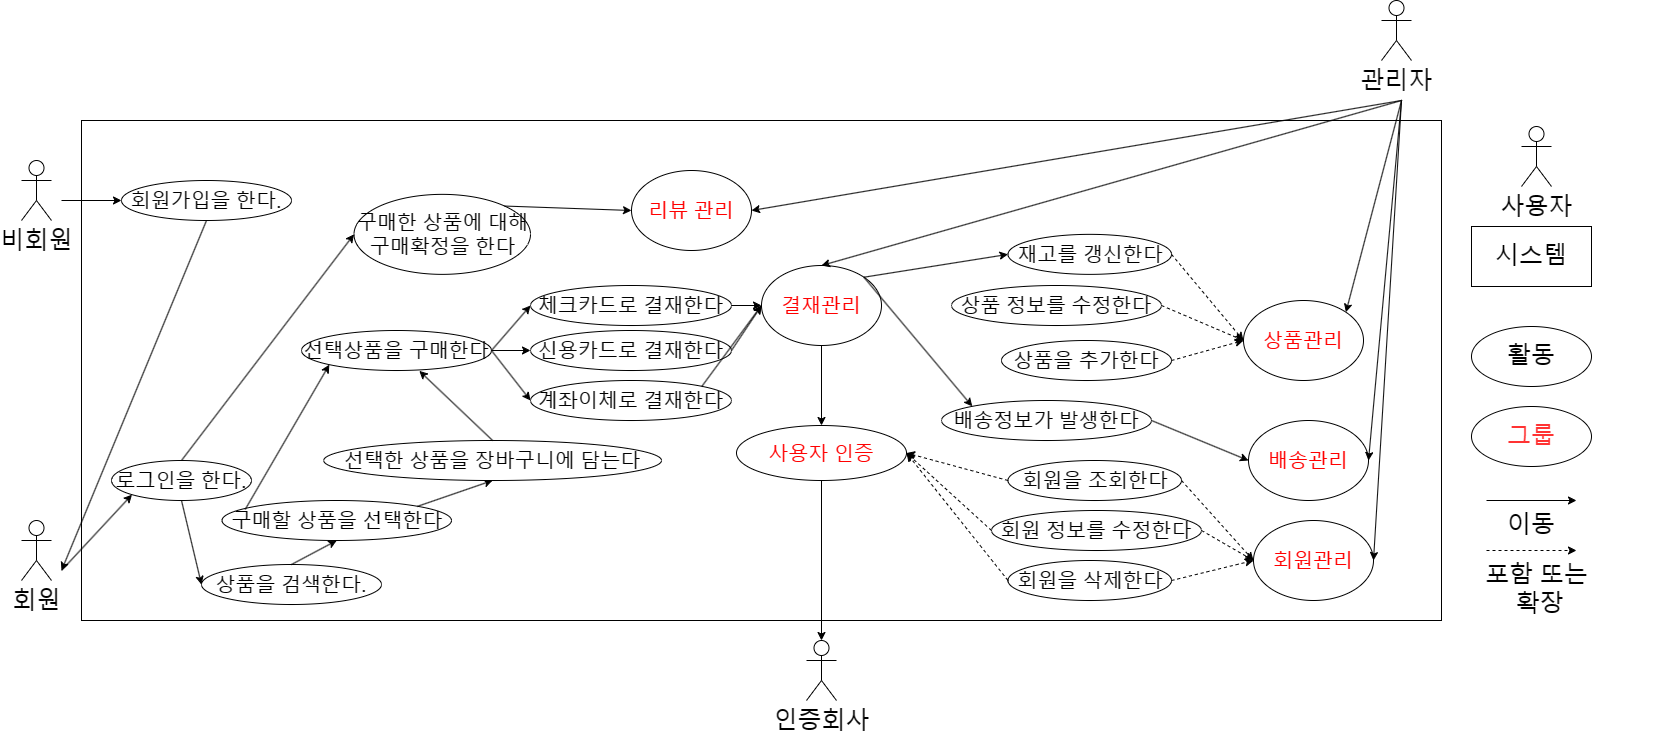 관리자
비회원
회원가입을 한다.
구매한 상품에 대해
구매확정을 한다
리뷰 관리
사용자
시스템
재고를 갱신한다
체크카드로 결재한다
결재관리
상품 정보를 수정한다
선택상품을 구매한다
신용카드로 결재한다
상품을 추가한다
상품관리
활동
계좌이체로 결재한다
배송정보가 발생한다
그룹
선택한 상품을 장바구니에 담는다
사용자 인증
배송관리
로그인을 한다.
회원을 조회한다
구매할 상품을 선택한다
회원 정보를 수정한다
이동
회원
상품을 검색한다.
회원을 삭제한다
회원관리
포함 또는
확장
인증회사